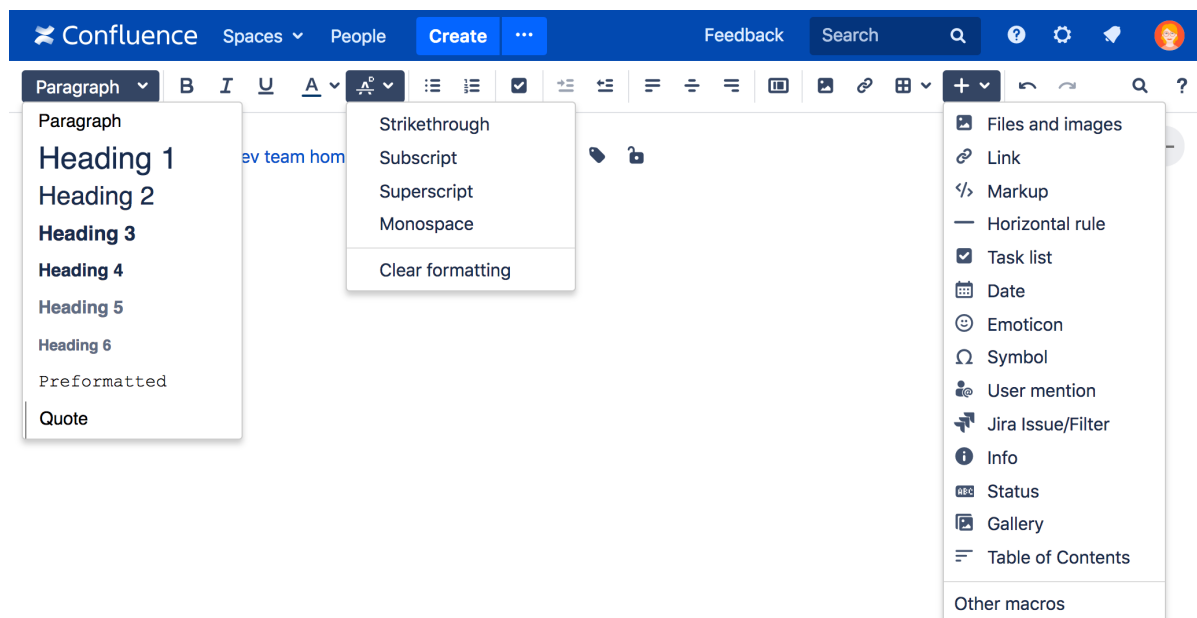 Confluence Spaces People Create ··· Feedback Search
Paragraph B I U A
Paragraph
Heading 1
Heading 2
Heading 3
Heading 4
Heading 5
Heading 6
Preformatted
Quote
ev team hom
Strikethrough
Subscript
Superscript
Monospace
Clear formatting
Files and images
Link
Markup
Horizontal rule
Task list
Date
Emoticon
Symbol
User mention
Jira Issue/Filter
Info
ABC Status
Gallery
Table of Contents
Other macros